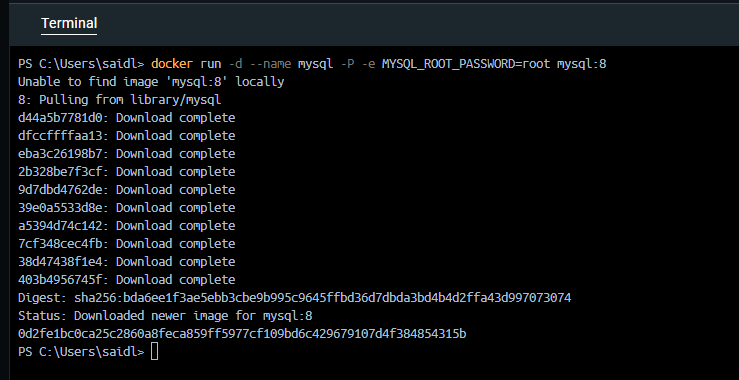 Terminal
PS C:\Users\saidl> docker run -d --name mysql -P -e MYSQL_ROOT_PASSWORD=root mysql:8
Unable to find image 'mysql:8' locally
8: Pulling from library/mysql
d44a5b7781d0: Download complete
dfccffffaa13: Download complete
eba3c26198b7: Download complete
2b328be7f3cf: Download complete
9d7dbd4762de: Download complete
39e0a5533d8e: Download complete
a5394d74c142: Download complete
7cf348cec4fb: Download complete
38d47438f1e4: Download complete
403b4956745f: Download complete
Digest: sha256:bda6ee1f3ae5ebb3cbe9b995c9645ffbd36d7dbda3bd4b4d2ffa43d997073074
Status: Downloaded newer image for mysql:8
0d2fe1bc0ca25c2860a8feca859ff5977cf109bd6c429679107d4f384854315b
PS C:\Users\saidl>